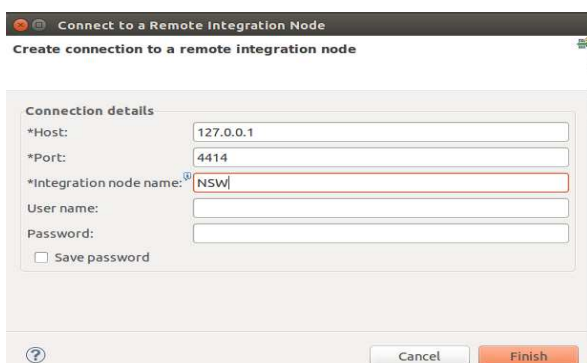 Connect to a Remote Integration Node
Create connection to a remote integration node
Connection details
*Host: 127.0.0.1
*Port: 4414
*Integration node name: NSW
User name:
Password:
Save password
? Cancel Finish